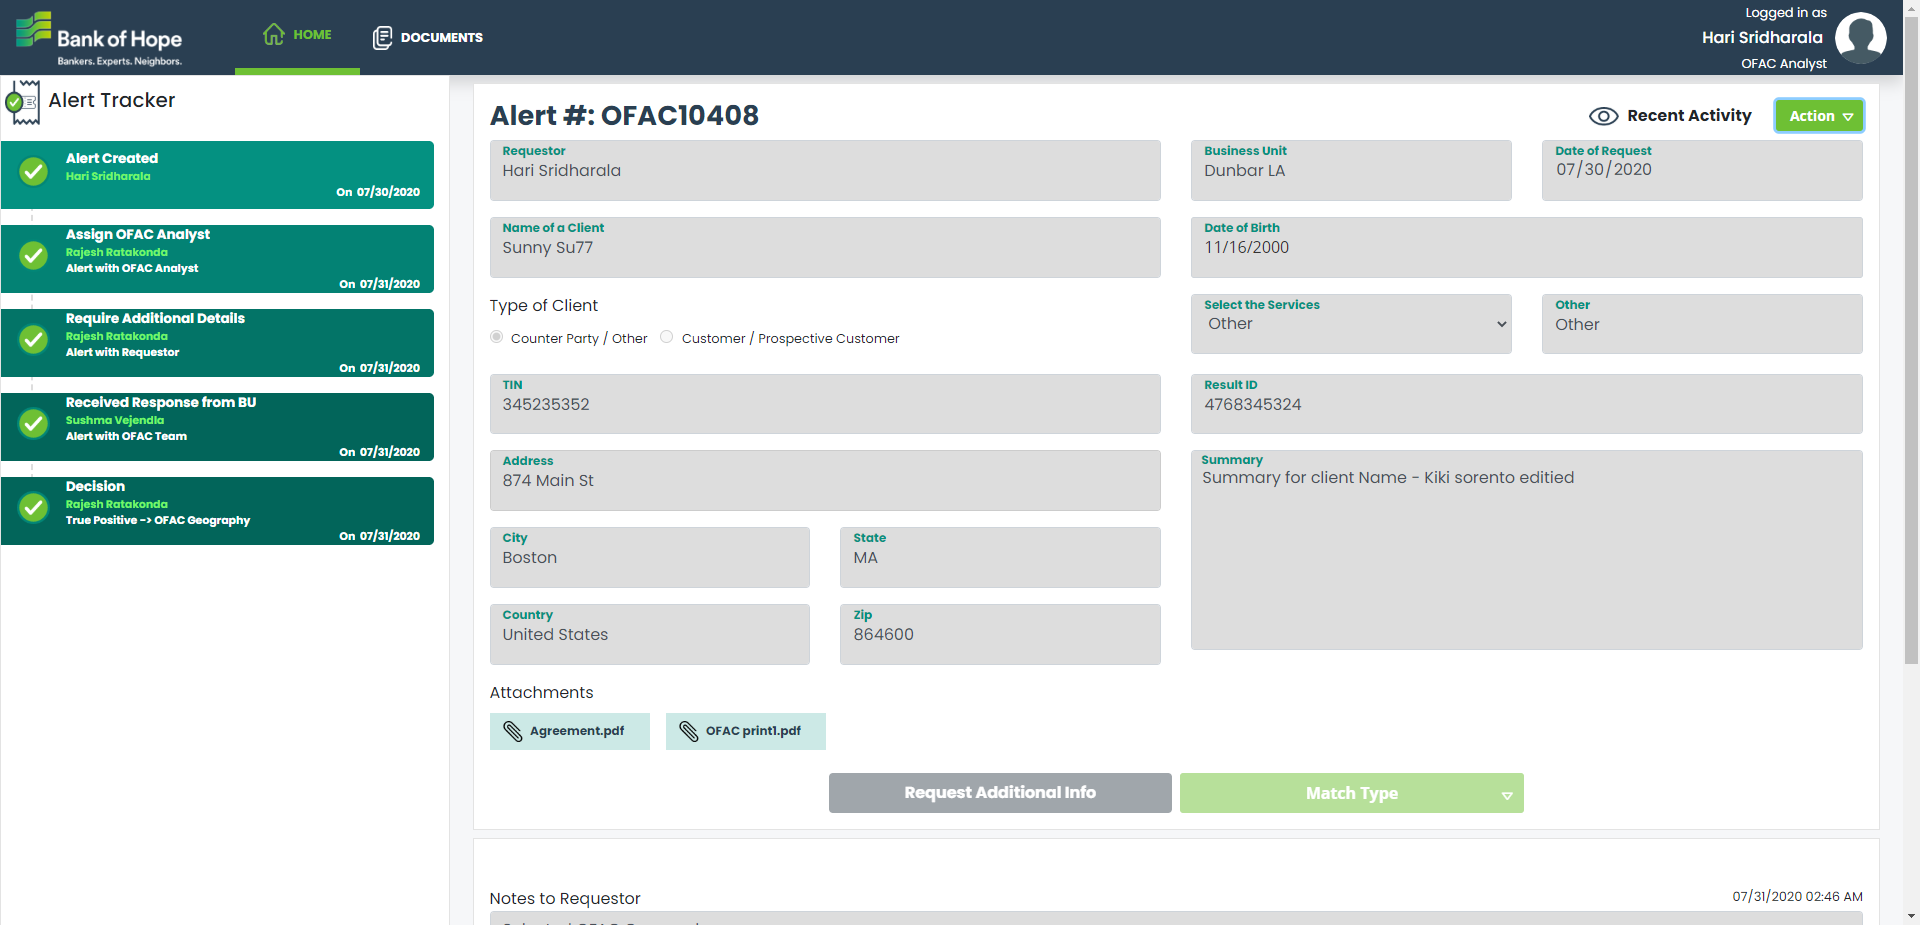 Bank of Hope
Bankers. Experts. Neighbors.
HOME
DOCUMENTS
Logged in as
Hari Sridharala
OFAC Analyst
Alert Tracker
Alert Created
Hari Sridharala
On 07/30/2020
Assign OFAC Analyst
Rajesh Ratakonda
Alert with OFAC Analyst
On 07/31/2020
Require Additional Details
Rajesh Ratakonda
Alert with Requestor
On 07/31/2020
Received Response from BU
Sushma Vejendla
Alert with OFAC Team
On 07/31/2020
Decision
Rajesh Ratakonda
True Positive -> OFAC Geography
On 07/31/2020
Alert #: OFAC10408
Recent Activity
Action
Requestor
Hari Sridharala
Business Unit
Dunbar LA
Date of Request
07/30/2020
Name of a Client
Sunny Su77
Date of Birth
11/16/2000
Type of Client
Counter Party / Other
Customer / Prospective Customer
Select the Services
Other
Other
Other
TIN
345235352
Result ID
4768345324
Address
874 Main St
Summary
Summary for client Name - Kiki sorento editied
City
Boston
State
MA
Country
United States
Zip
864600
Attachments
Agreement.pdf
OFAC print1.pdf
Request Additional Info
Match Type
Notes to Requestor
07/31/2020 02:46 AM